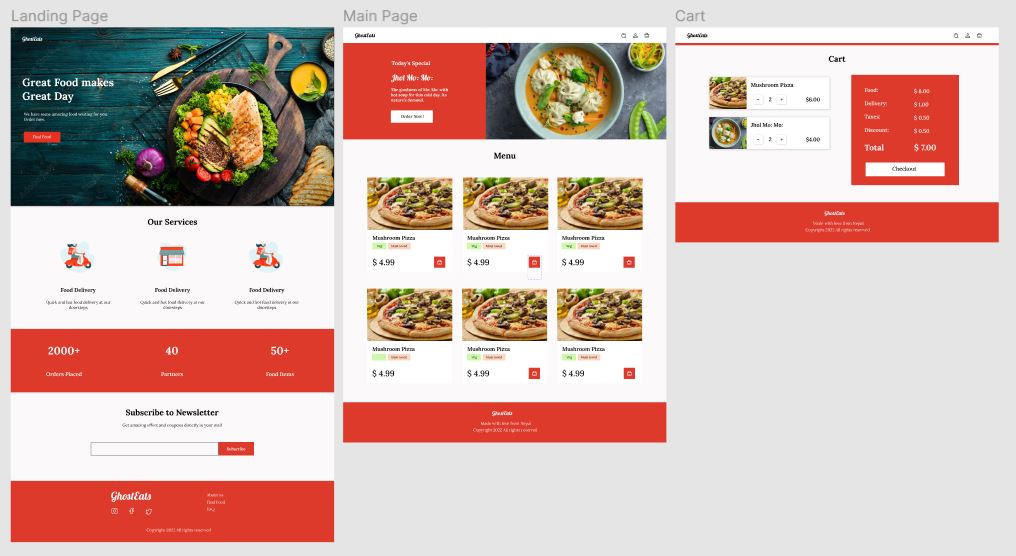 Landing Page
GhostEats
Great Food makes
Great Day
We have some amazing food waiting for you
Order now.
Find Food
Our Services
Food Delivery
Food Delivery
Food Delivery
Quick and hot food delivery at our
doorsteps.
Quick and hot food delivery at our
doorsteps.
Quick and hot food delivery at our
doorsteps.
2000+
40
50+
Orders Placed
Partners
Food Items
Subscribe to Newsletter
Get amazing offers and coupons directly in your mail
Subscribe
GhostEats
About us
Find Food
FAQ
Copyright 2022 All rights reserved
Main Page
GhostEats
Today's Special
Jhol Mo: Mo:
The goodness of Mo: Mo: with
hot soup for this cold day. Its
nature's demand.
Order Now!
Menu
Mushroom Pizza
Veg
Most loved
$ 4.99
Mushroom Pizza
Veg
Most loved
$ 4.99
Mushroom Pizza
Veg
Most loved
$ 4.99
Mushroom Pizza
Most loved
$ 4.99
Mushroom Pizza
Veg
Most loved
$ 4.99
Mushroom Pizza
Veg
Most loved
$ 4.99
GhostEats
Made with love from Nepal
Copyright 2022 All rights reserved
Cart
GhostEats
Cart
Mushroom Pizza
- 2 +
$6.00
Jhol Mo: Mo:
- 2 +
$4.00
Food: $ 8.00
Delivery: $ 1.00
Taxes: $ 0.50
Discount: $ 0.50
Total $ 7.00
Checkout
GhostEats
Made with love from Nepal
Copyright 2022 All rights reserved